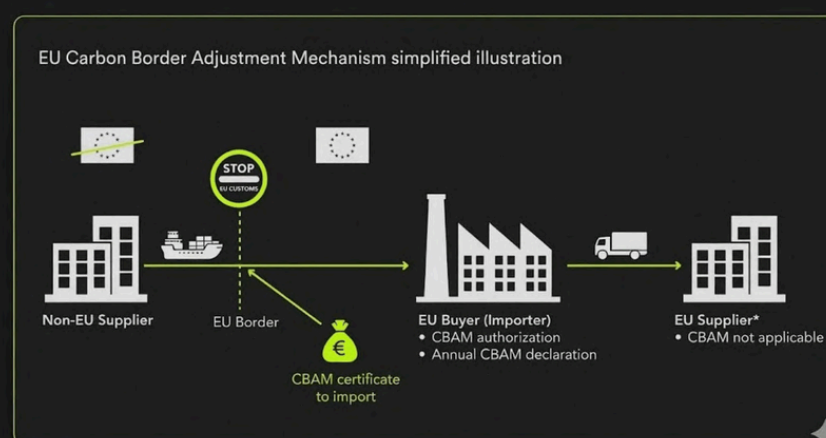 EU Carbon Border Adjustment Mechanism simplified illustration
STOP
EU CUSTOMS
Non-EU Supplier
EU Border
€
CBAM certificate
to import
EU Buyer (Importer)
• CBAM authorization
• Annual CBAM declaration
EU Supplier*
• CBAM not applicable